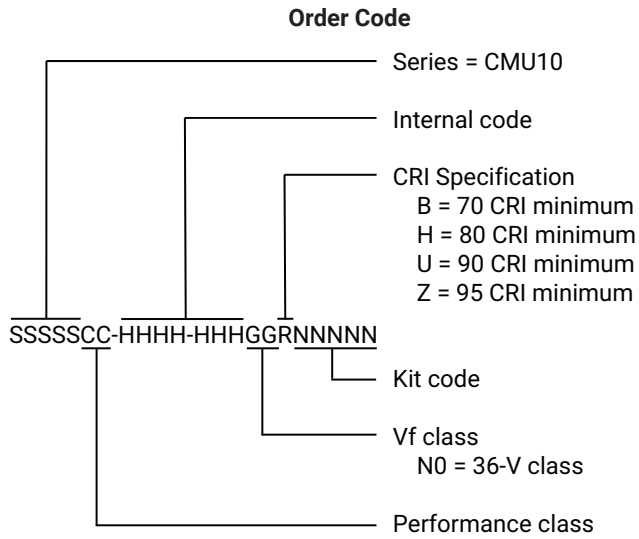 Order Code
Series = CMU10
Internal code
CRI Specification
B = 70 CRI minimum
H = 80 CRI minimum
U = 90 CRI minimum
Z = 95 CRI minimum
SSSSSCC-HHHH-HHHGGRNNNNN
Kit code
Vf class
N0 = 36-V class
Performance class